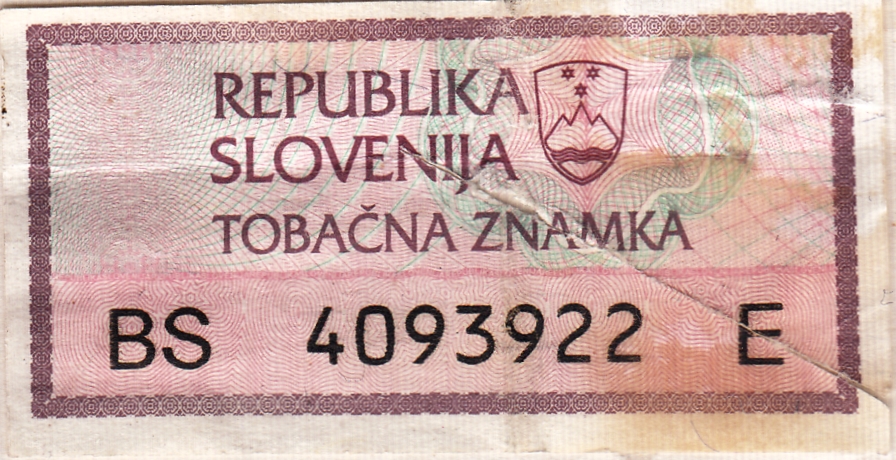 REPUBLIKA
SLOVENIJA
TOBAČNA ZNAMKA
BS 4093922 E